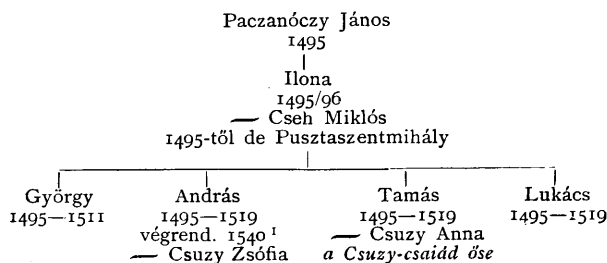 Paczanóczy János
1495
Ilona
1495/96
— Cseh Miklós
1495-től de Pusztaszentmihály
György András Tamás Lukács
1495—1511 1495—1519 1495—1519 1495—1519
végrend. 1540 ¹ — Csuzy Anna
— Csuzy Zsófia a Csuzy-csaiád őse